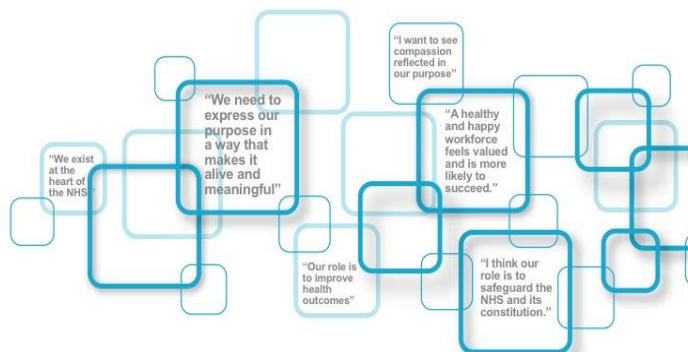 “I want to see
compassion
reflected in
our purpose”
“We need to
express our
purpose in
a way that
makes it
alive and
meaningful”
“A healthy
and happy
workforce
feels valued
and is more
likely to
succeed.”
“We exist
at the
heart of
the NHS”
“Our role is
to improve
health
outcomes”
“I think our
role is to
safeguard the
NHS and its
constitution.”